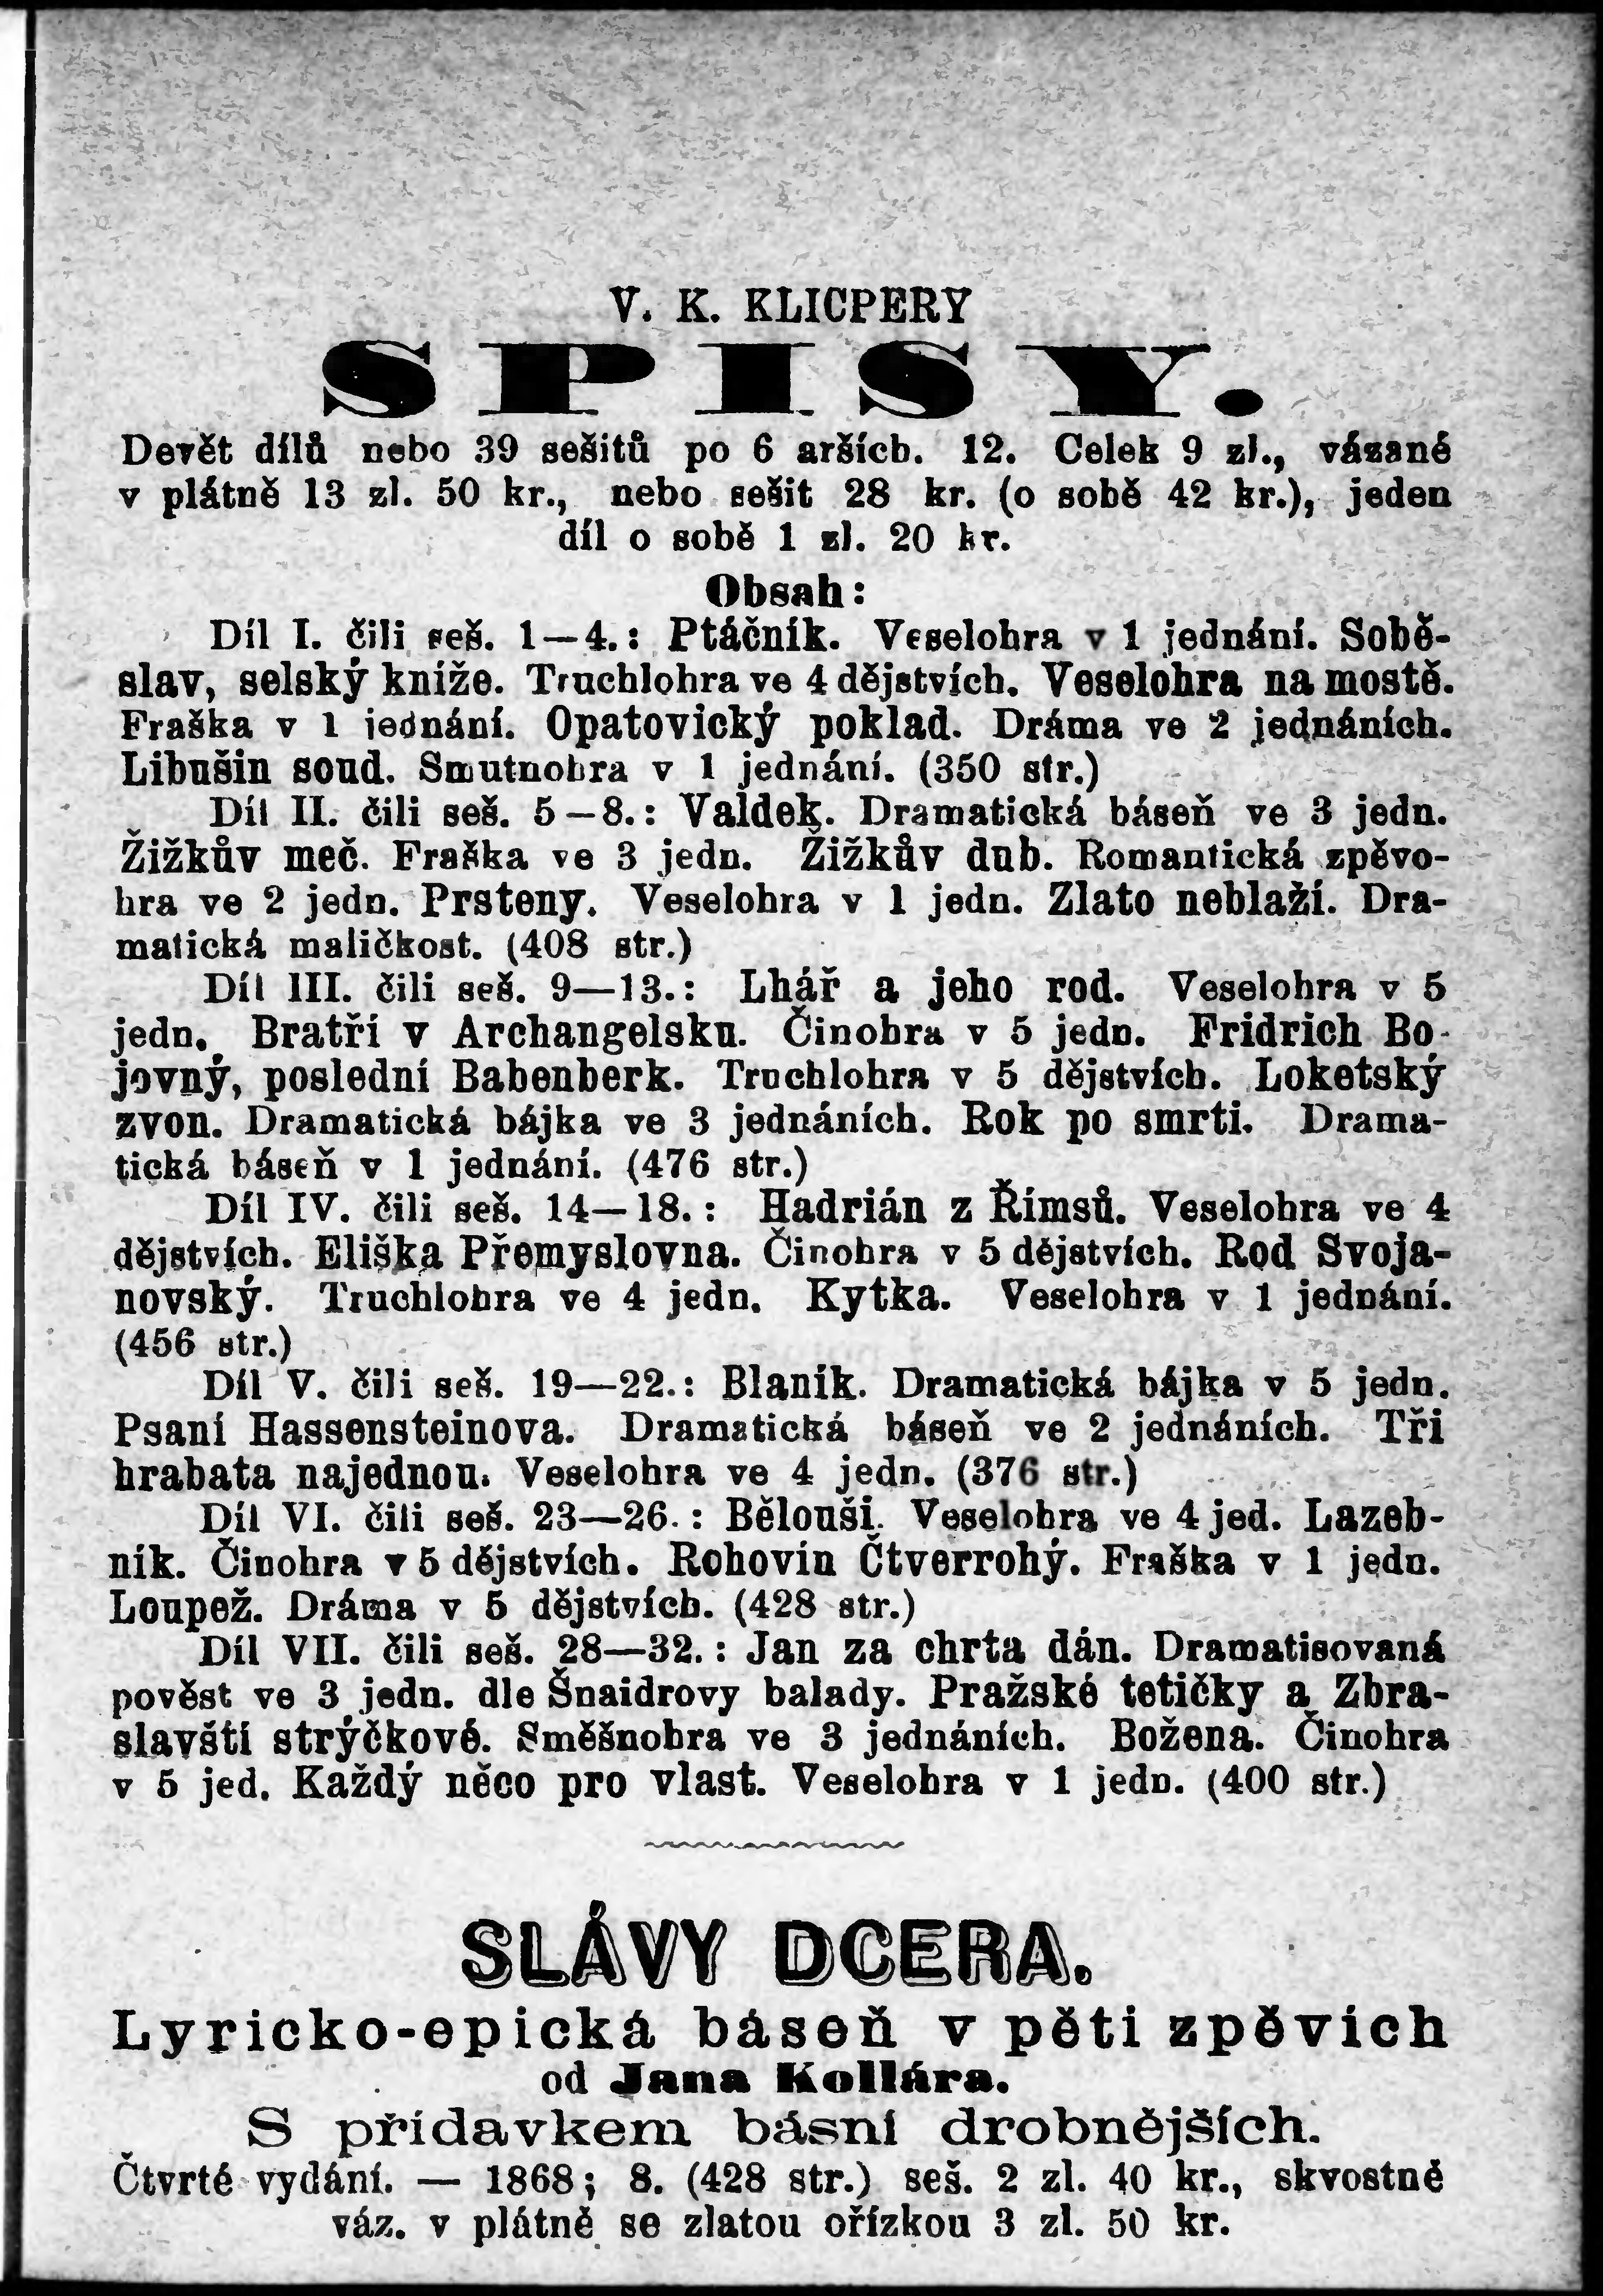 V. K. KLICPERY
SPISY.
Devět dílů nebo 39 sešitů po 6 arších. 12. Celek 9 zl., vázané
v plátně 13 zl. 50 kr., nebo sešit 28 kr. (o sobě 42 kr.), jeden
díl o sobě 1 zl. 20 kr.
Obsah:
Díl I. čili seš. 1—4.: Ptáčník. Veselohra v 1 jednání. Sobě-
slav, selský kníže. Truchlohra ve 4 dějstvích. Veselohra na mostě.
Fraška v 1 jednání. Opatovický poklad. Dráma ve 2 jednáních.
Libušin soud. Smutnohra v 1 jednání. (350 str.)
Díl II. čili seš. 5—8.: Valdek. Dramatická báseň ve 3 jedn.
Žižkův meč. Fraška ve 3 jedn. Žižkův dub. Romantická zpěvo-
hra ve 2 jedn. Prsteny. Veselohra v 1 jedn. Zlato neblaží. Dra-
matická maličkost. (408 str.)
Díl III. čili seš. 9—13.: Lhář a jeho rod. Veselohra v 5
jedn. Bratří v Archangelsku. Činohra v 5 jedn. Fridrich Bo-
jovný, poslední Babenberk. Truchlohra v 5 dějstvích. Loketský
zvon. Dramatická bájka ve 3 jednáních. Rok po smrti. Drama-
tická báseň v 1 jednání. (476 str.)
Díl IV. čili seš. 14—18.: Hadrián z Římsů. Veselohra ve 4
dějstvích. Eliška Přemyslovna. Činohra v 5 dějstvích. Rod Svoja-
novský. Truchlohra ve 4 jedn. Kytka. Veselohra v 1 jednání.
(456 str.)
Díl V. čili seš. 19—22.: Blaník. Dramatická bájka v 5 jedn.
Psaní Hassensteinova. Dramatická báseň ve 2 jednáních. Tři
hrabata najednou. Veselohra ve 4 jedn. (376 str.)
Díl VI. čili seš. 23—26.: Bělouši. Veselohra ve 4 jed. Lazeb-
ník. Činohra v 5 dějstvích. Rohovín Čtverrohý. Fraška v 1 jedn.
Loupež. Dráma v 5 dějstvích. (428 str.)
Díl VII. čili seš. 28—32.: Jan za chrta dán. Dramatisovaná
pověst ve 3 jedn. dle Šnaidrovy balady. Pražské tetičky a Zbra-
slavští strýčkové. Směšnohra ve 3 jednáních. Božena. Činohra
v 5 jed. Každý něco pro vlast. Veselohra v 1 jedn. (400 str.)
SLÁVY DCERA.
Lyricko-epická báseň v pěti zpěvích
od Jana Kollára.
S přídavkem básní drobnějších.
Čtvrté vydání. — 1868; 8. (428 str.) seš. 2 zl. 40 kr., skvostně
váz. v plátně se zlatou ořízkou 3 zl. 50 kr.